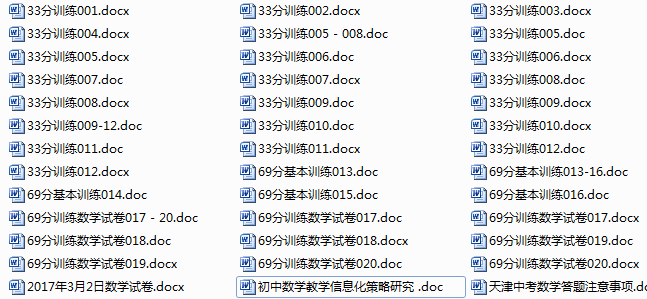 33分训练001.docx 33分训练002.docx 33分训练003.docx
33分训练004.docx 33分训练005 - 008.doc 33分训练005.doc
33分训练005.docx 33分训练006.doc 33分训练006.docx
33分训练007.doc 33分训练007.docx 33分训练008.doc
33分训练008.docx 33分训练009.doc 33分训练009.docx
33分训练009-12.doc 33分训练010.doc 33分训练010.docx
33分训练011.doc 33分训练011.docx 33分训练012.doc
33分训练012.docx 69分基本训练013.doc 69分基本训练013-16.doc
69分基本训练014.doc 69分基本训练015.doc 69分基本训练016.doc
69分训练数学试卷017 - 20.doc 69分训练数学试卷017.doc 69分训练数学试卷017.docx
69分训练数学试卷018.doc 69分训练数学试卷018.docx 69分训练数学试卷019.doc
69分训练数学试卷019.docx 69分训练数学试卷020.doc 69分训练数学试卷020.docx
2017年3月2日数学试卷.docx 初中数学教学信息化策略研究 .doc 天津中考数学答题注意事项.do